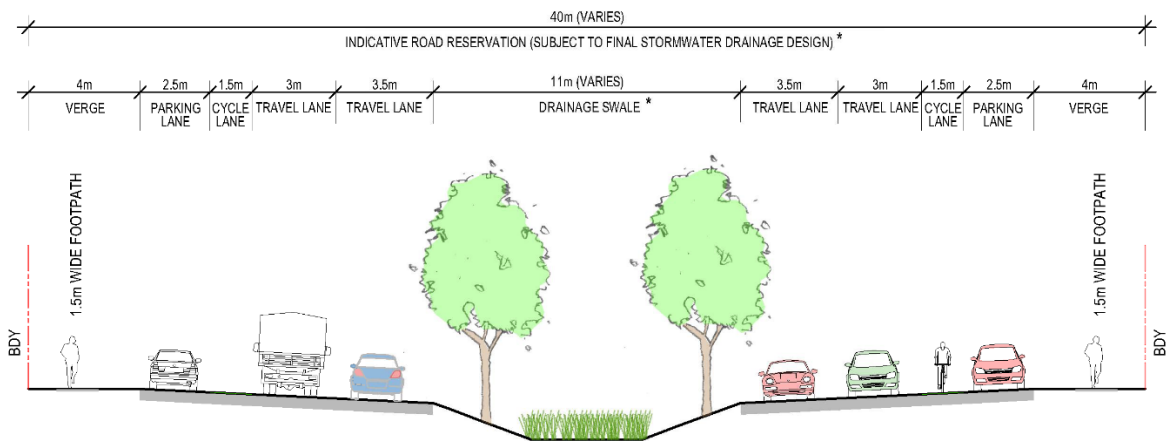 40m (VARIES)
INDICATIVE ROAD RESERVATION (SUBJECT TO FINAL STORMWATER DRAINAGE DESIGN) *
4m
2.5m
1.5m
3m
3.5m
11m (VARIES)
3.5m
3m
1.5m
2.5m
4m
VERGE
PARKING
LANE
CYCLE
LANE
TRAVEL LANE
TRAVEL LANE
DRAINAGE SWALE *
TRAVEL LANE
TRAVEL LANE
CYCLE
LANE
PARKING
LANE
VERGE
BDY
1.5m WIDE FOOTPATH
1.5m WIDE FOOTPATH
BDY